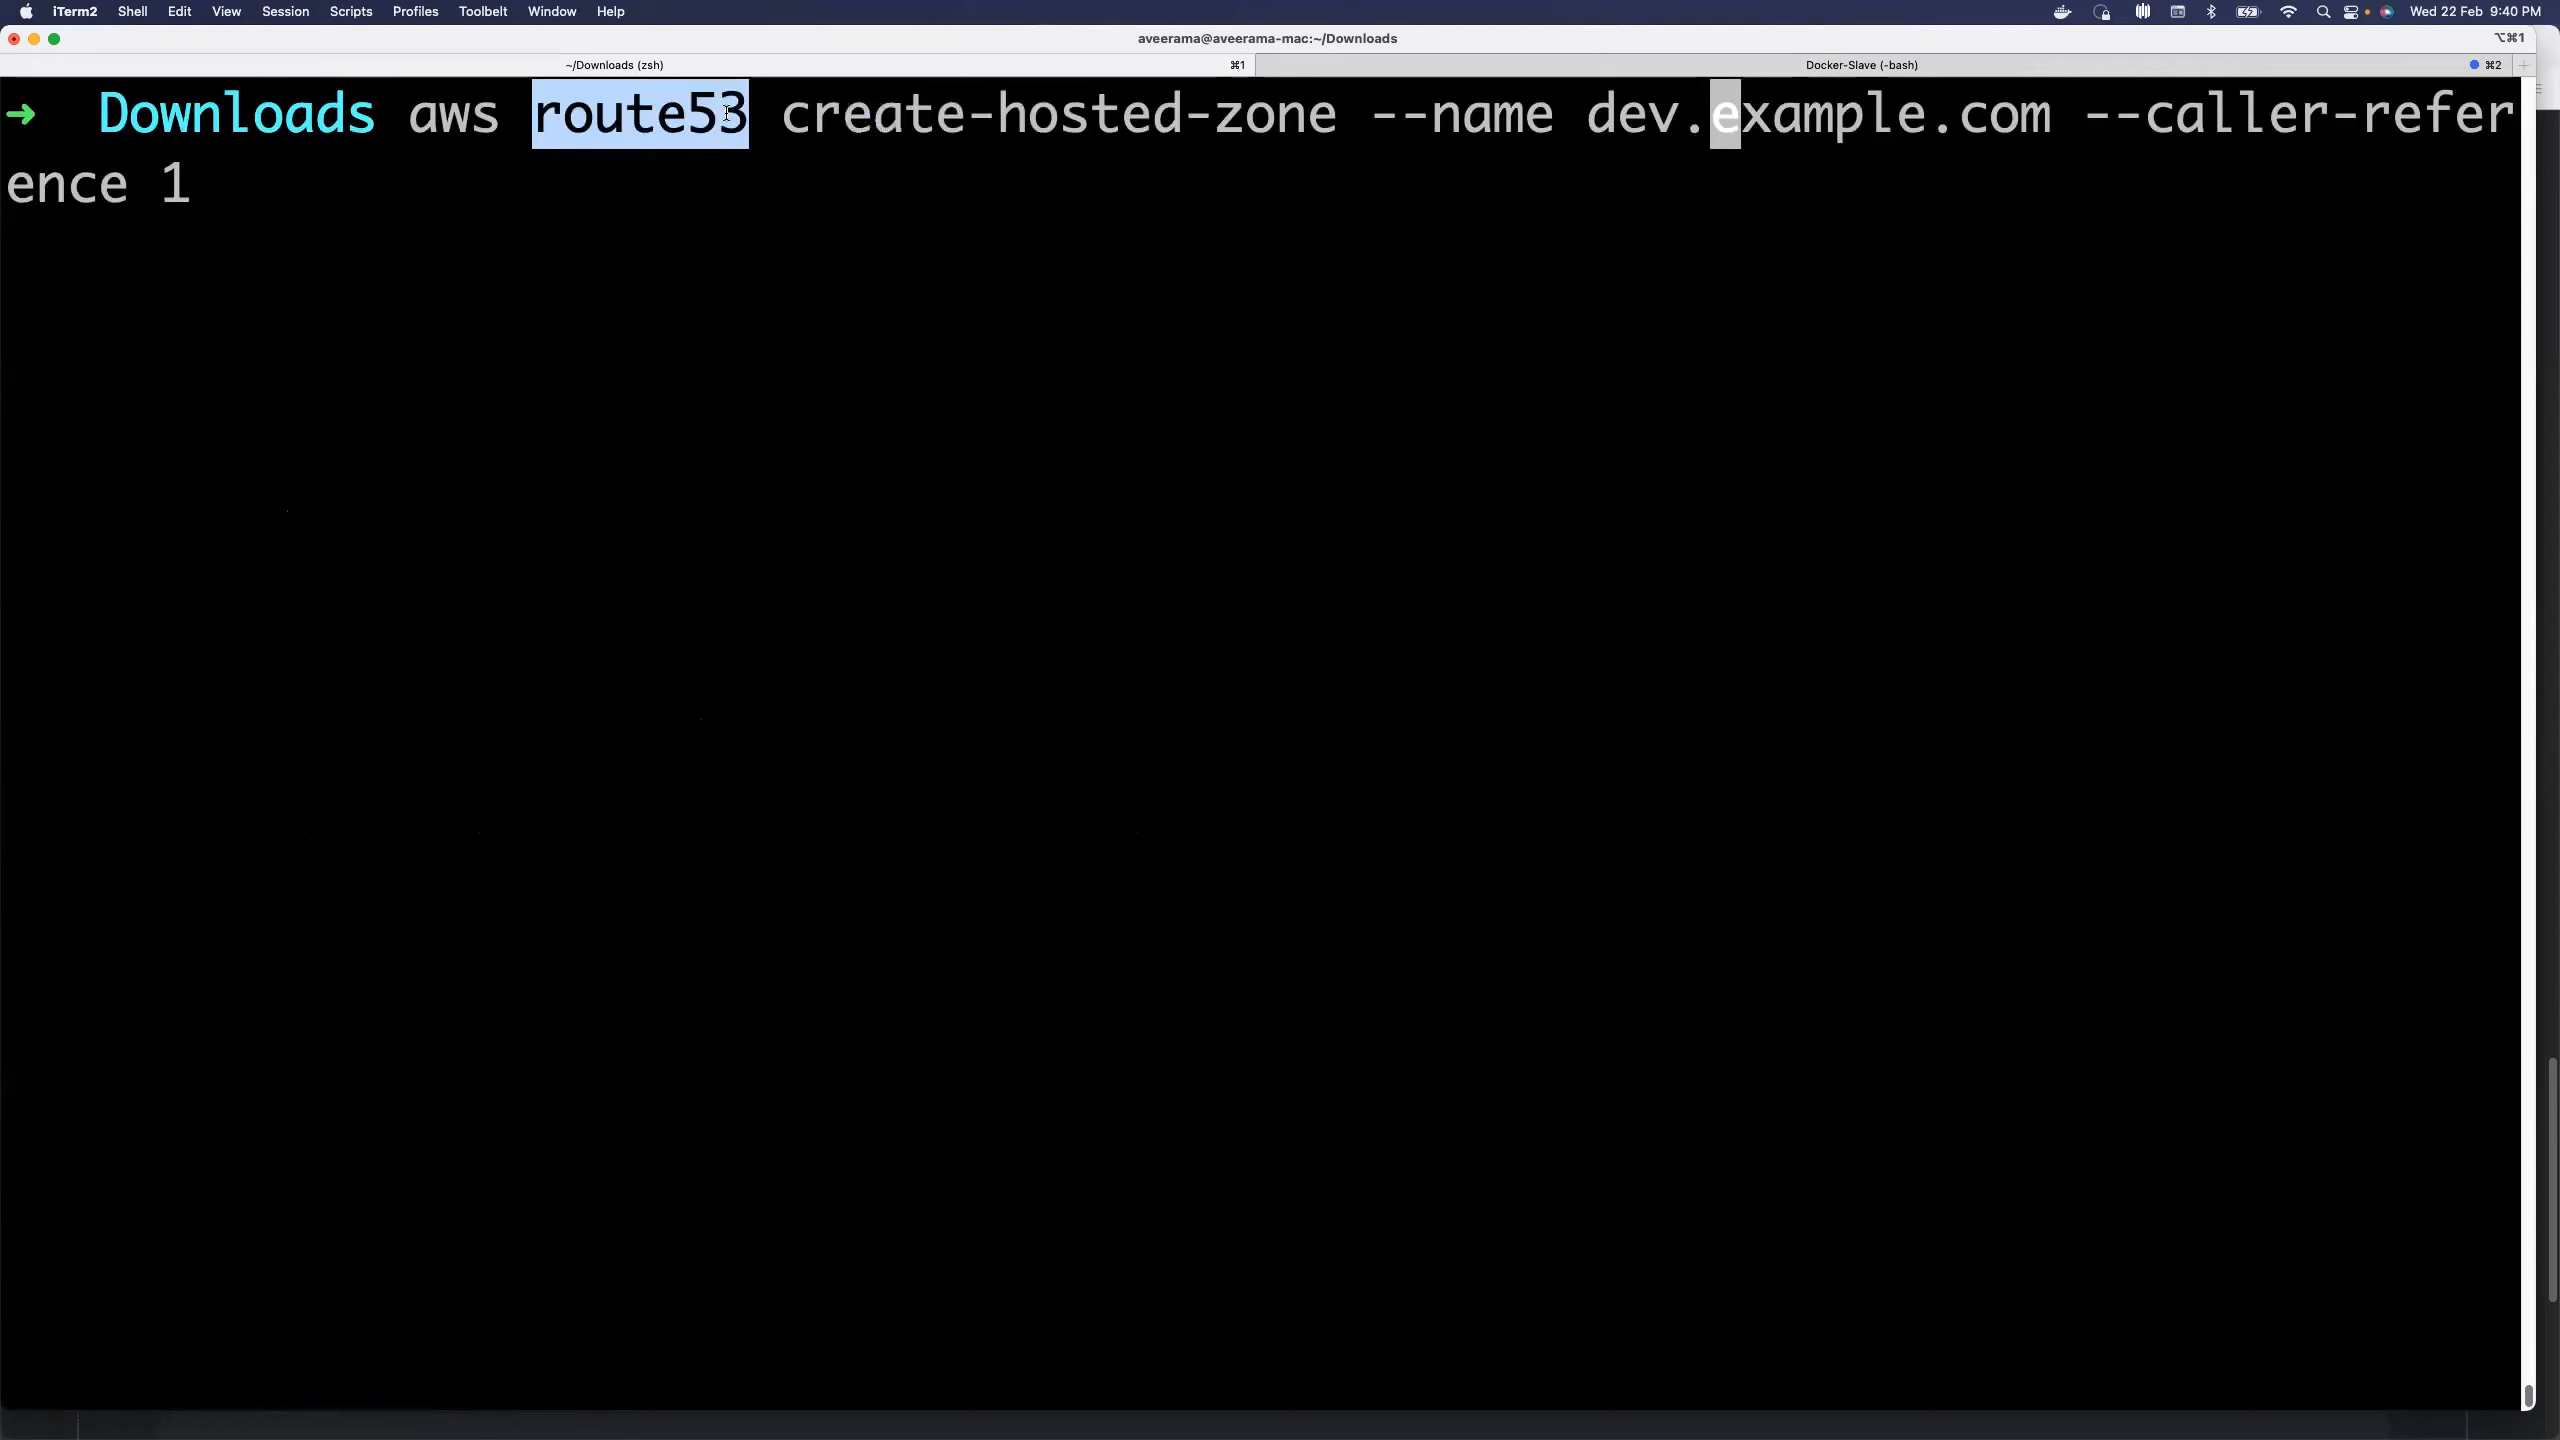 iTerm2 Shell Edit View Session Scripts Profiles Toolbelt Window Help Wed 22 Feb 9:40 PM
aveerama@aveerama-mac:~/Downloads ⌥⌘1
~/Downloads (zsh) ⌘1 Docker-Slave (-bash) ⌘2
➜ Downloads aws route53 create-hosted-zone --name dev.example.com --caller-refer
ence 1